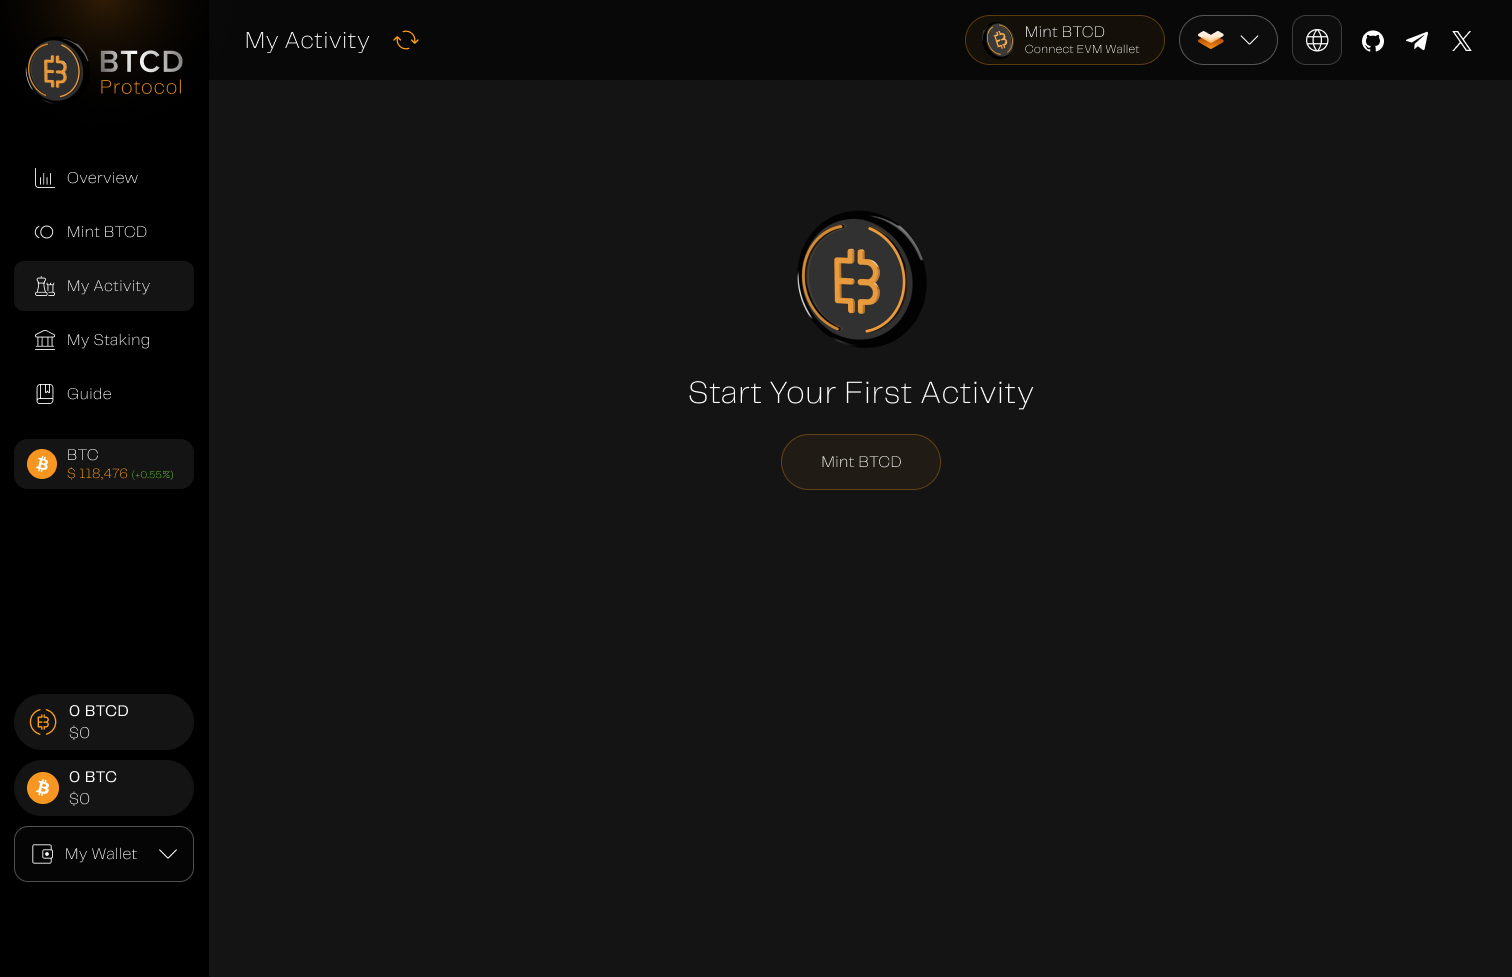 BTCD
Protocol
My Activity
Mint BTCD
Connect EVM Wallet
Overview
Mint BTCD
My Activity
My Staking
Guide
BTC
$ 118,476 (+0.55%)
Start Your First Activity
Mint BTCD
0 BTCD
$0
0 BTC
$0
My Wallet